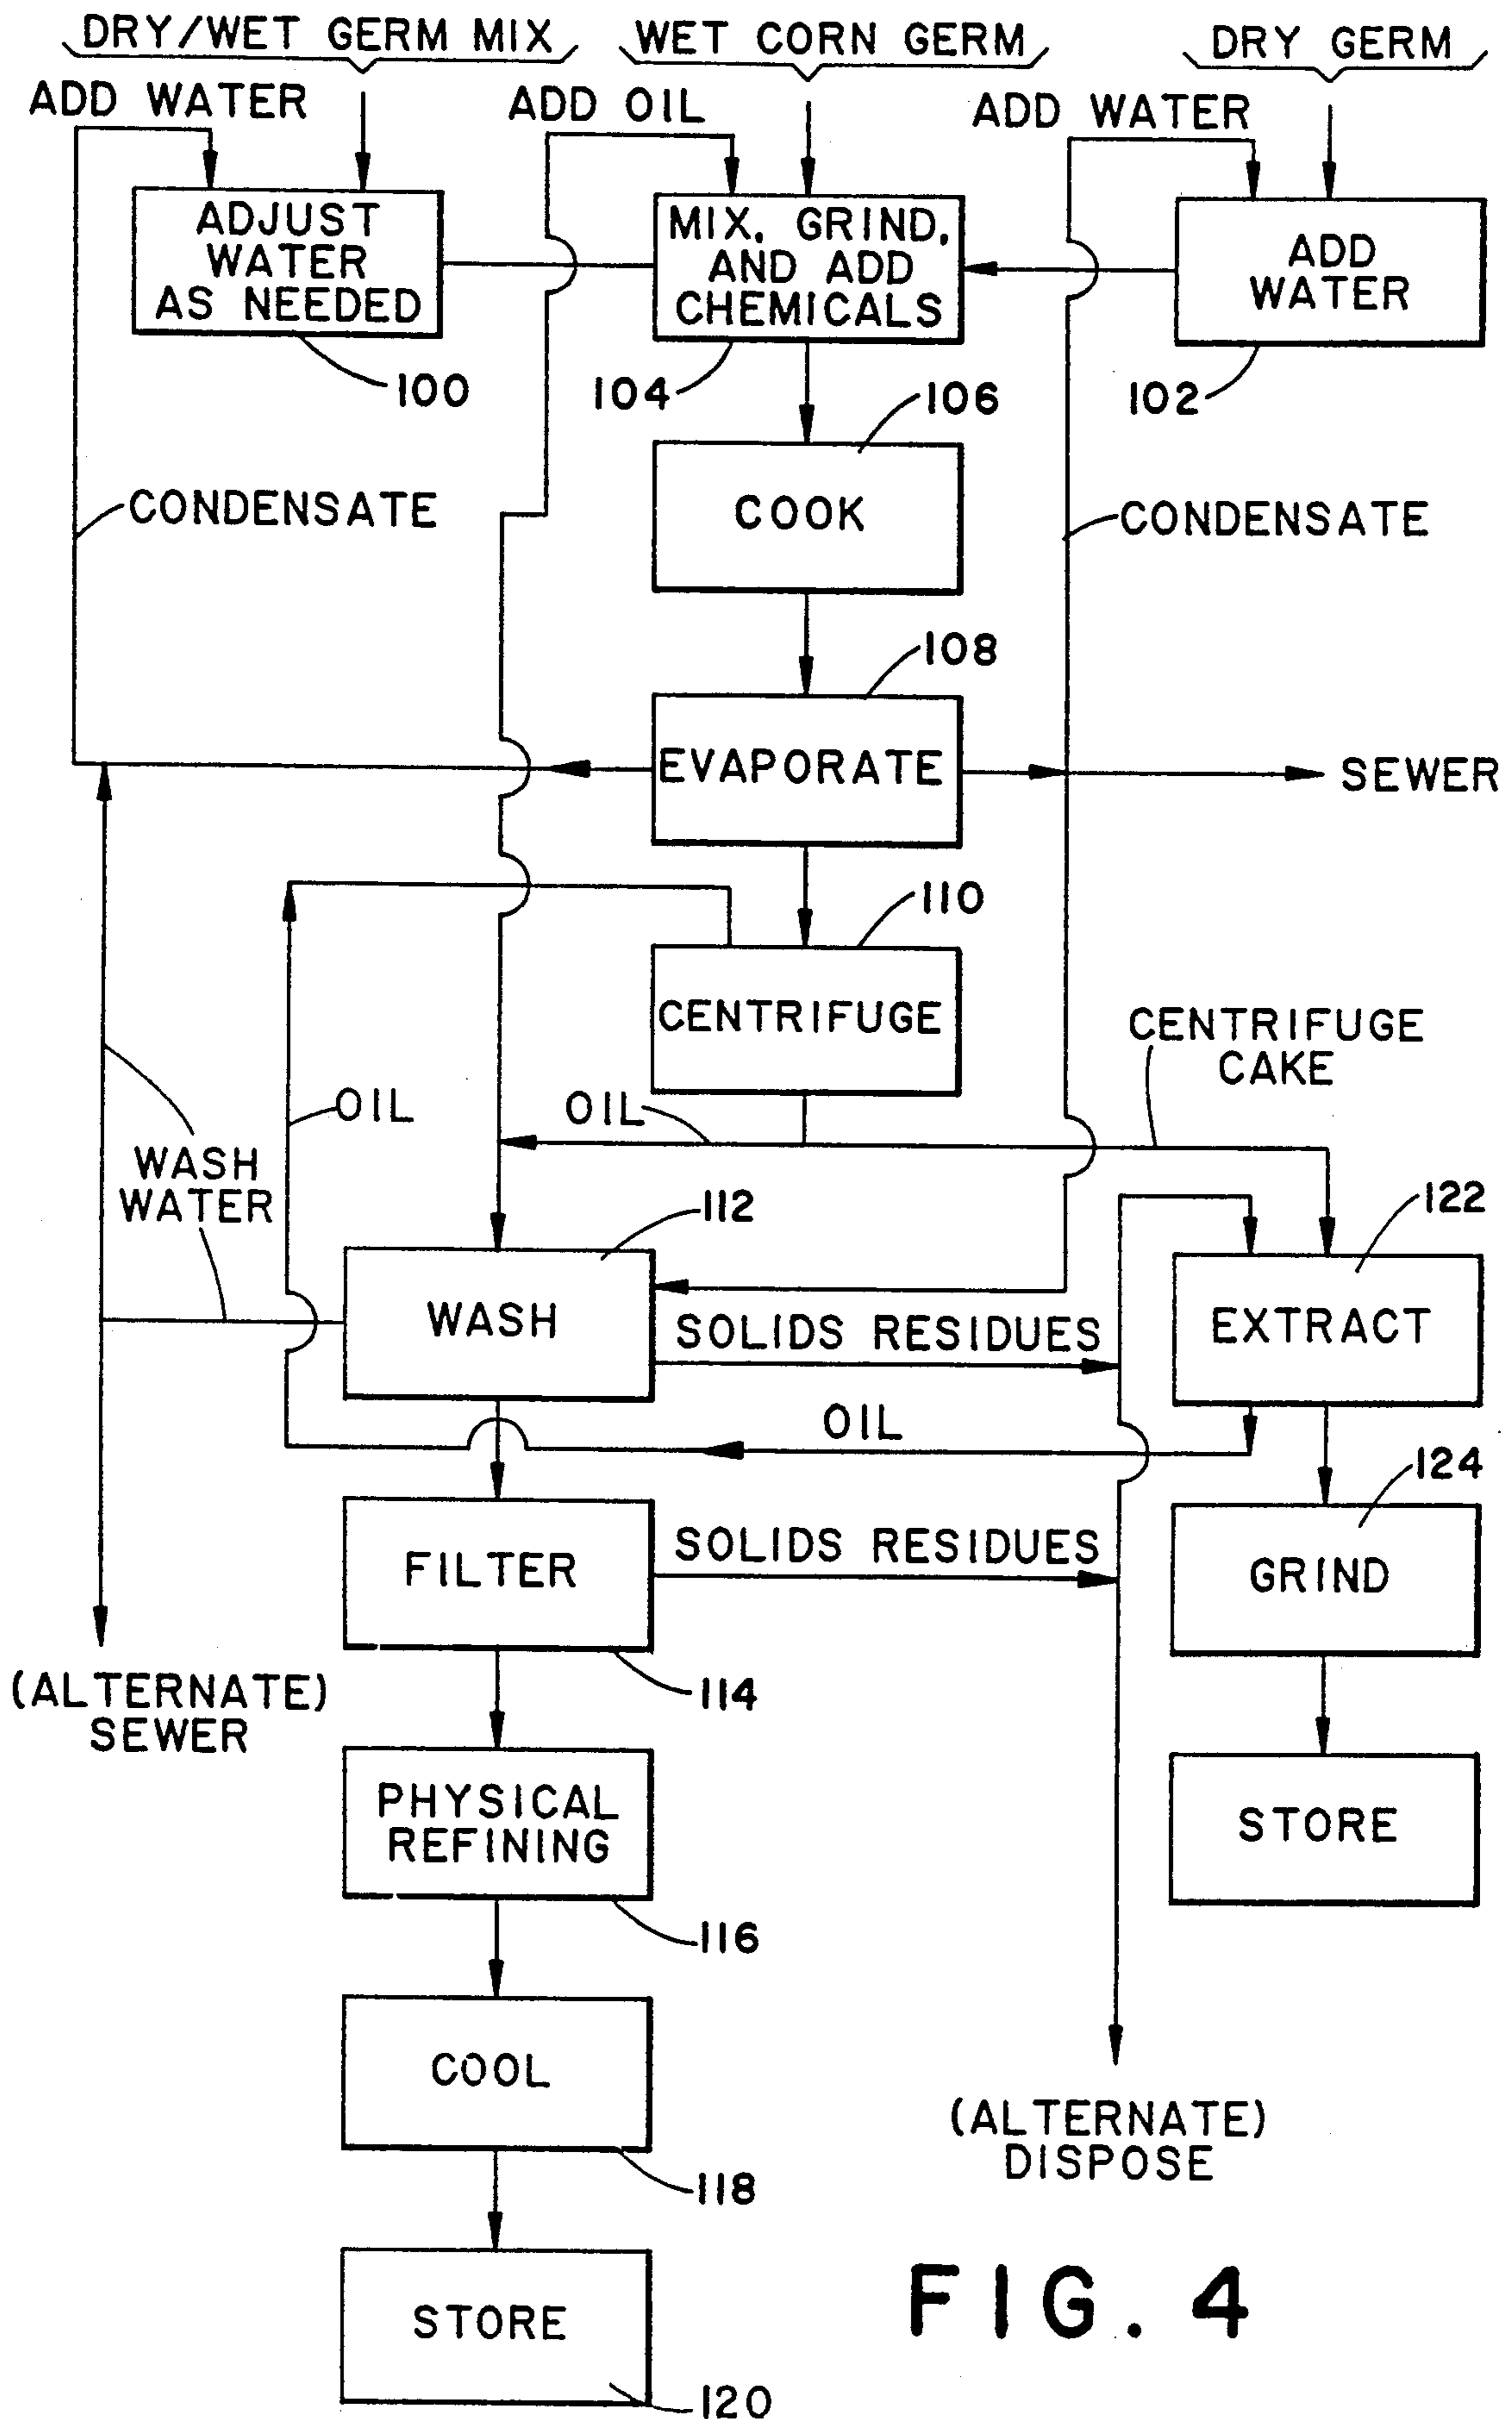 DRY/WET GERM MIX
WET CORN GERM
DRY GERM
ADD WATER
ADD OIL
ADD WATER
ADJUST
WATER
AS NEEDED
MIX, GRIND,
AND ADD
CHEMICALS
ADD
WATER
100
104
102
106
CONDENSATE
COOK
CONDENSATE
108
EVAPORATE
SEWER
110
CENTRIFUGE
CENTRIFUGE
CAKE
OIL
OIL
WASH
WATER
112
122
WASH
SOLIDS RESIDUES
EXTRACT
OIL
124
FILTER
SOLIDS RESIDUES
GRIND
(ALTERNATE)
SEWER
114
PHYSICAL
REFINING
STORE
116
COOL
(ALTERNATE)
DISPOSE
118
STORE
120
FIG. 4